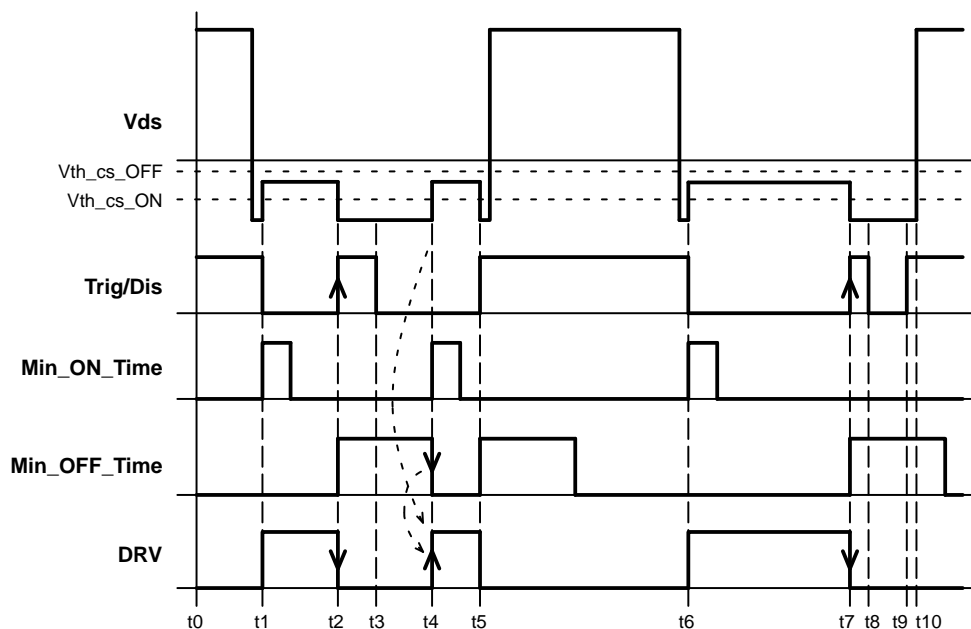 Vds
Vth_cs_OFF
Vth_cs_ON
Trig/Dis
Min_ON_Time
Min_OFF_Time
DRV
t0 t1 t2 t3 t4 t5 t6 t7 t8 t9 t10